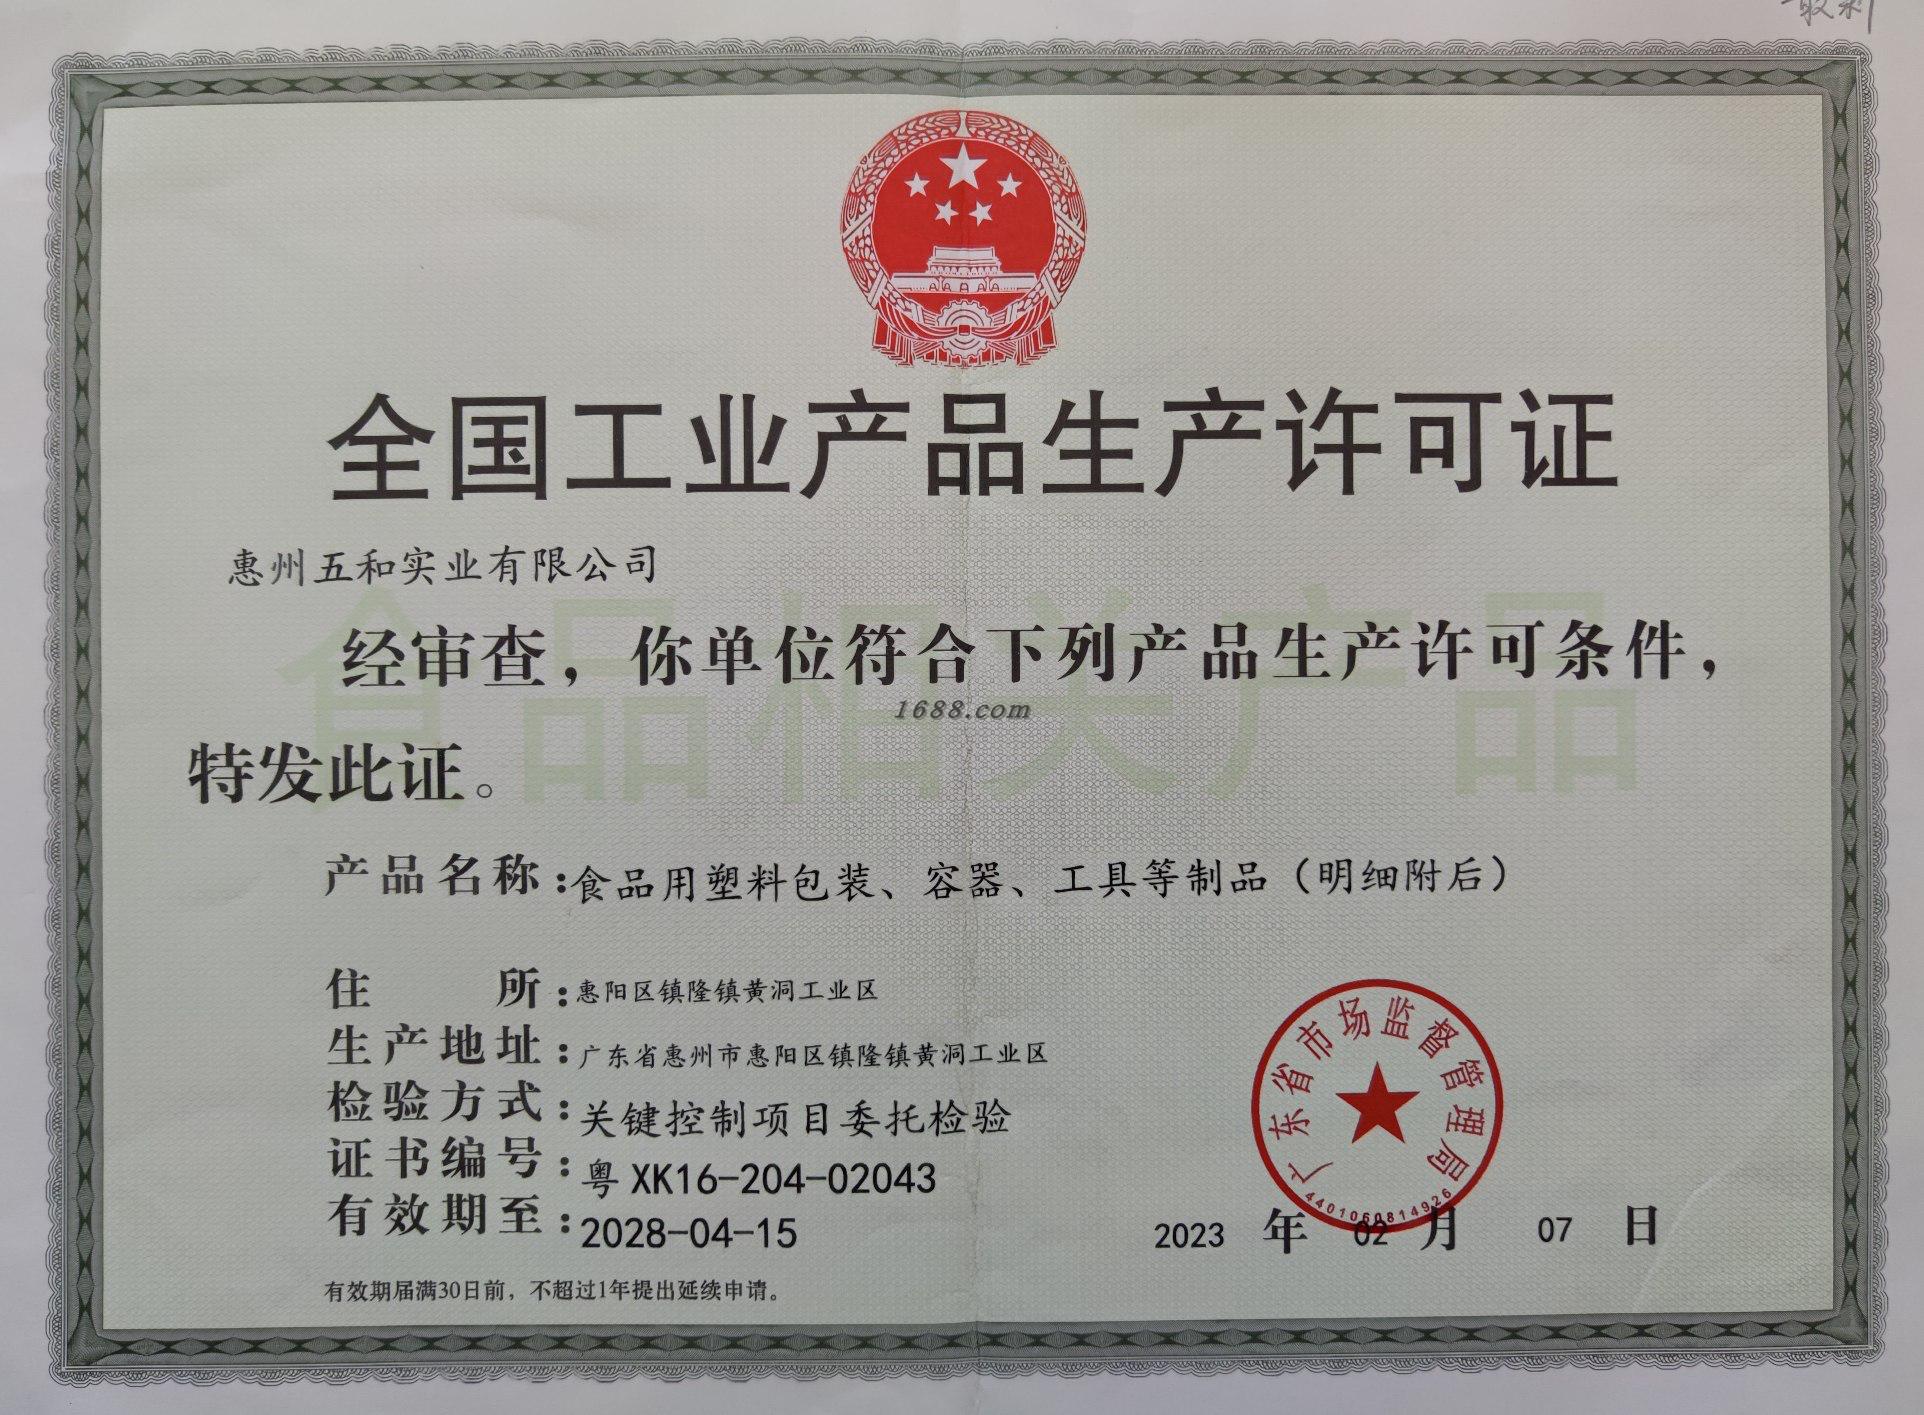 全国工业产品生产许可证
惠州五和实业有限公司
食品相关产品
经审查，你单位符合下列产品生产许可条件，
1688.com
特发此证。
产品名称：食品用塑料包装、容器、工具等制品（明细附后）
住所：惠阳区镇隆镇黄洞工业区
生产地址：广东省惠州市惠阳区镇隆镇黄洞工业区
检验方式：关键控制项目委托检验
证书编号：粤 XK16-204-02043
有效期至：2028-04-15
广东省市场监督管理局
4401060814926
2023 年 02 月 07 日
有效期届满30日前，不超过1年提出延续申请。